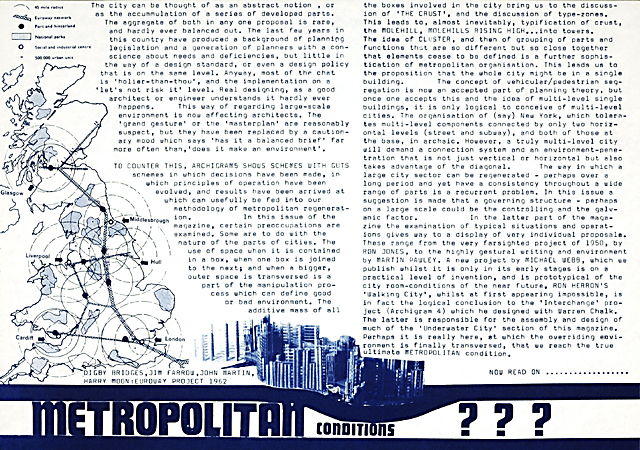 45 mile radius
Euroway network
Port and hinterland
National parks
Social and industrial centre
500 000 urban unit
Glasgow
Middlesbrough
Liverpool
Hull
Cardiff
London
The city can be thought of as an abstract notion , or
as the accumulation of a series of developed parts.
The aggregate of both in any one proposal is rare,
and hardly ever balanced out. The last few years in
this country have produced background of planning
legislation and a generation of planners with a con-
science about needs and deficiencies, but little in
the way of a design standard, or even a design policy
that is on the same level. Anyway, most of the chat
is 'holier-than-thou', and the implementation on a
'let's not risk it' level. Real designing, as a good
architect or engineer understands it hardly ever
happens. This way of regarding large-scale
environment is now affecting architects. The
'grand gesture' or the 'masterplan' are reasonably
suspect, but they have been replaced by a caution-
ary mood which says 'has it a balanced brief' far
more often than,'does it make an environment'.
TO COUNTER THIS, ARCHIGRAM5 SHOWS SCHEMES WITH GUTS
schemes in which decisions have been made, in
which principles of operation have been
evolved, and results have been arrived at
which can usefully be fed into our
methodology of metropolitan regenerat-
ion. In this issue of the
magazine, certain preoccupations are
examined. Some are to do with the
nature of the parts of cities. The
use of space when it is contained
in a box, when one box is joined
to the next; and when a bigger,
outer space is transversed is a
part of the manipulation pro-
cess which can define good
or bad environment. The
additive mass of all
DIGBY BRIDGES,JIM FARROW,JOHN MARTIN,
HARRY MOON:EUROWAY PROJECT 1962
the boxes involved in the city bring us to the discuss-
ion of 'THE CRUST', and the discussion of type-zones.
This leads to, almost inevitably, typification of crust,
the MOLEHILL, MOLEHILLS RISING HIGH...into towers.
The idea of CLUSTER, and then of grouping of parts and
functions that are so different but so close together
that elements cease to be defined is a further sophis-
tication of metropolitan organisation. This leads us to
the proposition that the whole city might be in a single
building. The concept of vehicular/pedestrian seg-
regation is now an accepted part of planning theory, but
once one accepts this and the idea of multi-level single
buildings, it is only logical to conceive of multi-level
cities. The organisation of (say) New York, which tolera-
tes multi-level components connected by only two horiz-
ontal levels (street and subway), and both of those at
the base, is archaic. However, a truly multi-level city
will demand a connection system and an environment-pene-
tration that is not just vertical or horizontal but also
takes advantage of the diagonal. The way in which a
large city sector can be regenerated - perhaps over a
long period and yet have a consistency throughout a wide
range of parts is a recurrent problem. In this issue a
suggestion is made that a governing structure - perhaps
on a large scale could be the controlling and the galv-
anic factor. In the latter part of the maga-
zine the examination of typical situations and operat-
ions gives way to a display of very individual proposals.
These range from the very farsighted project of 1950, by
RON JONES, to the highly gestural writing and environment
by MARTIN PAWLEY. A new project by MICHAEL WEBB, which we
publish whilst it is only in its early stages is on a
practical level of invention, and is prototypical of the
city room-conditions of the near future, RON HERRON'S
'Walking City', whilst at first appearing impossible, is
in fact the logical conclusion to the 'Interchange' pro-
ject (Archigram 4) which he designed with Warren Chalk.
The latter is responsible for the assembly and design of
much of the 'Underwater City' section of this magazine.
Perhaps it is really here, at which the overriding envi-
ronment is finally transversed, that we reach the true
ultimate METROPOLITAN condition.
NOW READ ON ..................
METROPOLITAN CONDITIONS ? ? ?